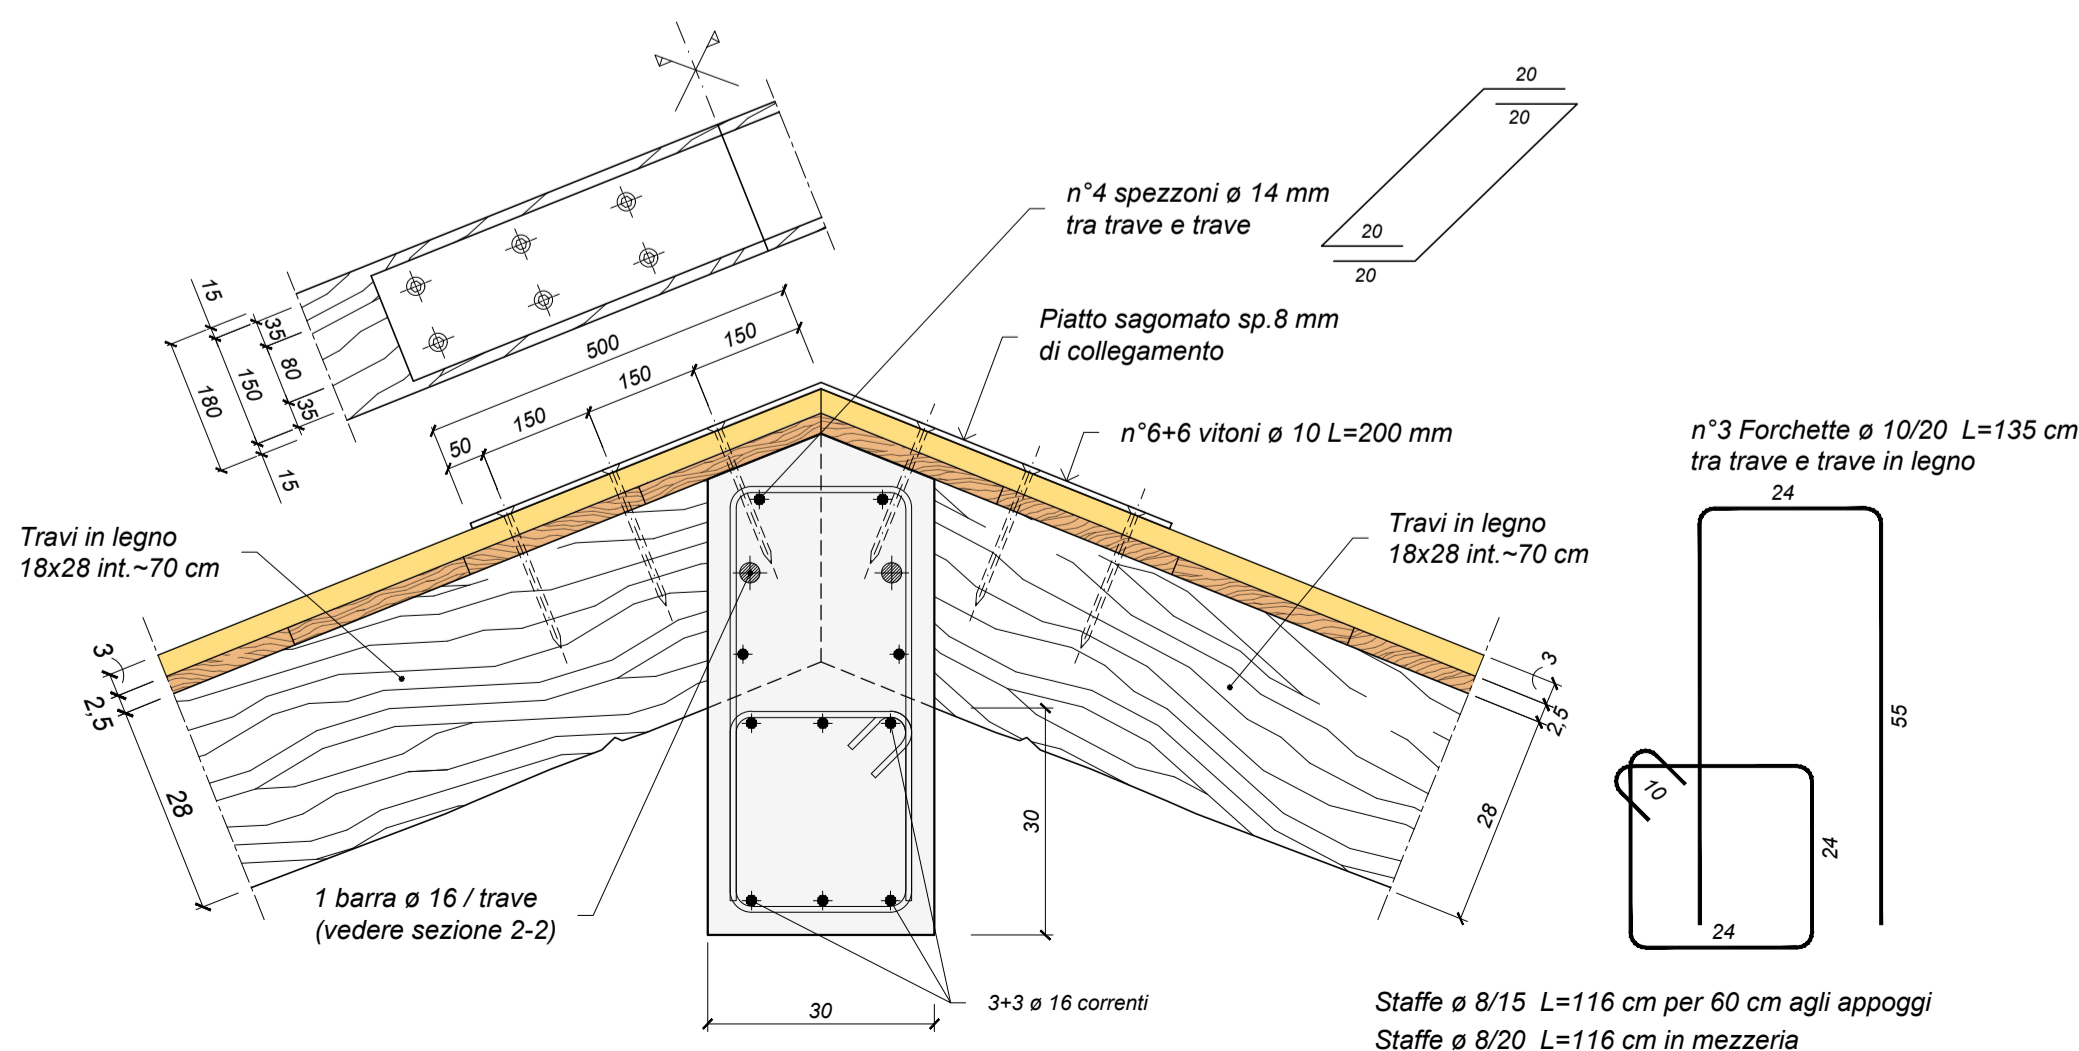 20
20
n°4 spezzoni ø 14 mm
tra trave e trave
20
20
15
35
80
35
150
180
15
500
150
150
150
50
Piatto sagomato sp.8 mm
di collegamento
n°6+6 vitoni ø 10 L=200 mm
n°3 Forchette ø 10/20 L=135 cm
tra trave e trave in legno
24
Travi in legno
18x28 int.~70 cm
Travi in legno
18x28 int.~70 cm
3
2,5
28
3
2,5
28
55
10
24
24
30
1 barra ø 16 / trave
(vedere sezione 2-2)
30
3+3 ø 16 correnti
Staffe ø 8/15 L=116 cm per 60 cm agli appoggi
Staffe ø 8/20 L=116 cm in mezzeria